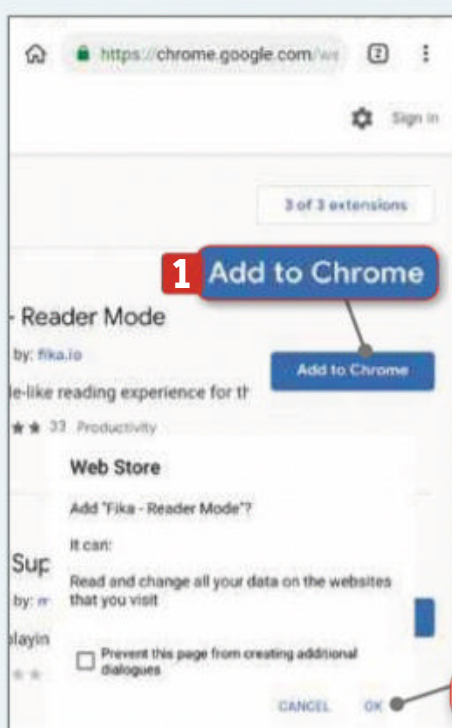 https://chrome.google.com/we
2
Sign in
3 of 3 extensions
1 Add to Chrome
- Reader Mode
by: fika.io
Add to Chrome
le-like reading experience for th
33 Productivity
Web Store
Add "Fika - Reader Mode"?
It can:
Read and change all your data on the websites
that you visit
Sup
by: m
playin
Prevent this page from creating additional
dialogues
CANCEL OK